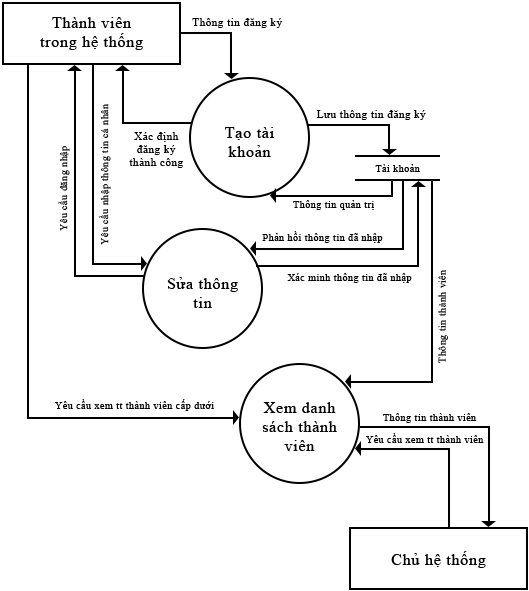 Thành viên
trong hệ thống
Thông tin đăng ký
Tạo tài
khoản
Lưu thông tin đăng ký
Xác định
đăng ký
thành công
Tài khoản
Thông tin quản trị
Yêu cầu đăng nhập
Yêu cầu nhập thông tin cá nhân
Phản hồi thông tin đã nhập
Sửa thông
tin
Xác minh thông tin đã nhập
Thông tin thành viên
Yêu cầu xem tt thành viên cấp dưới
Xem danh
sách thành
viên
Thông tin thành viên
Yêu cầu xem tt thành viên
Chủ hệ thống